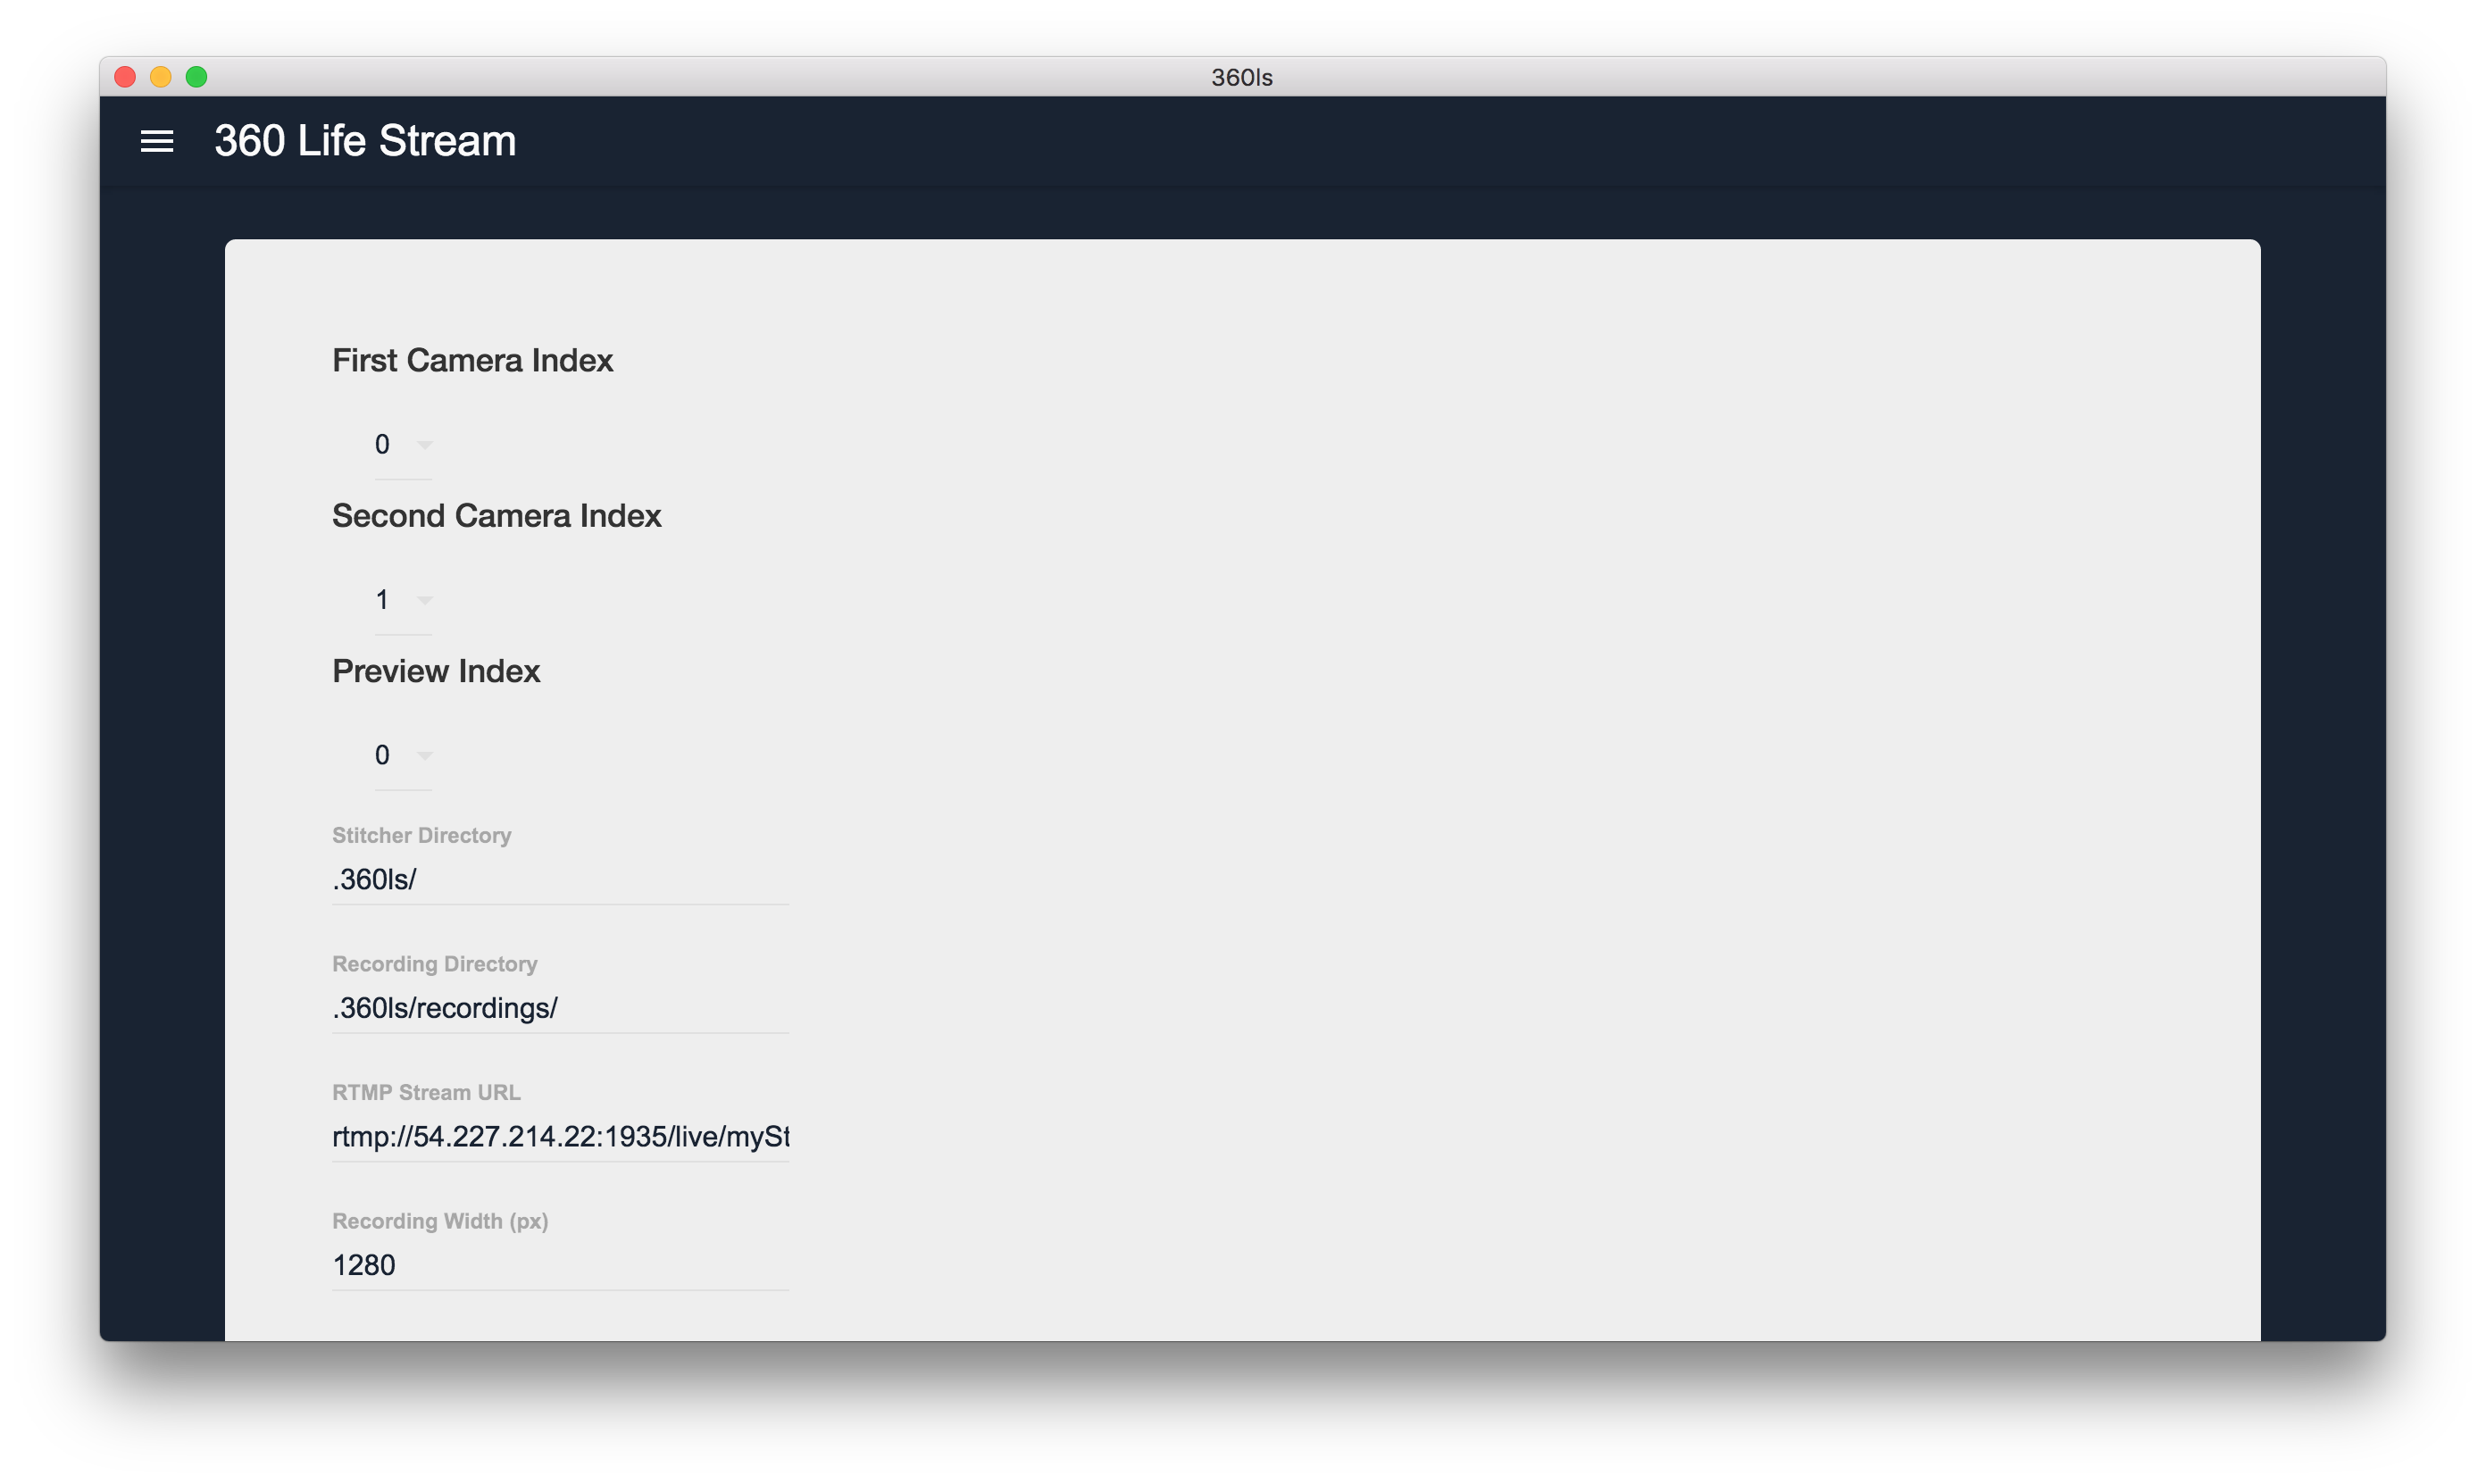 360ls
360 Life Stream
First Camera Index
0
Second Camera Index
1
Preview Index
0
Stitcher Directory
.360ls/
Recording Directory
.360ls/recordings/
RTMP Stream URL
rtmp://54.227.214.22:1935/live/mySt
Recording Width (px)
1280